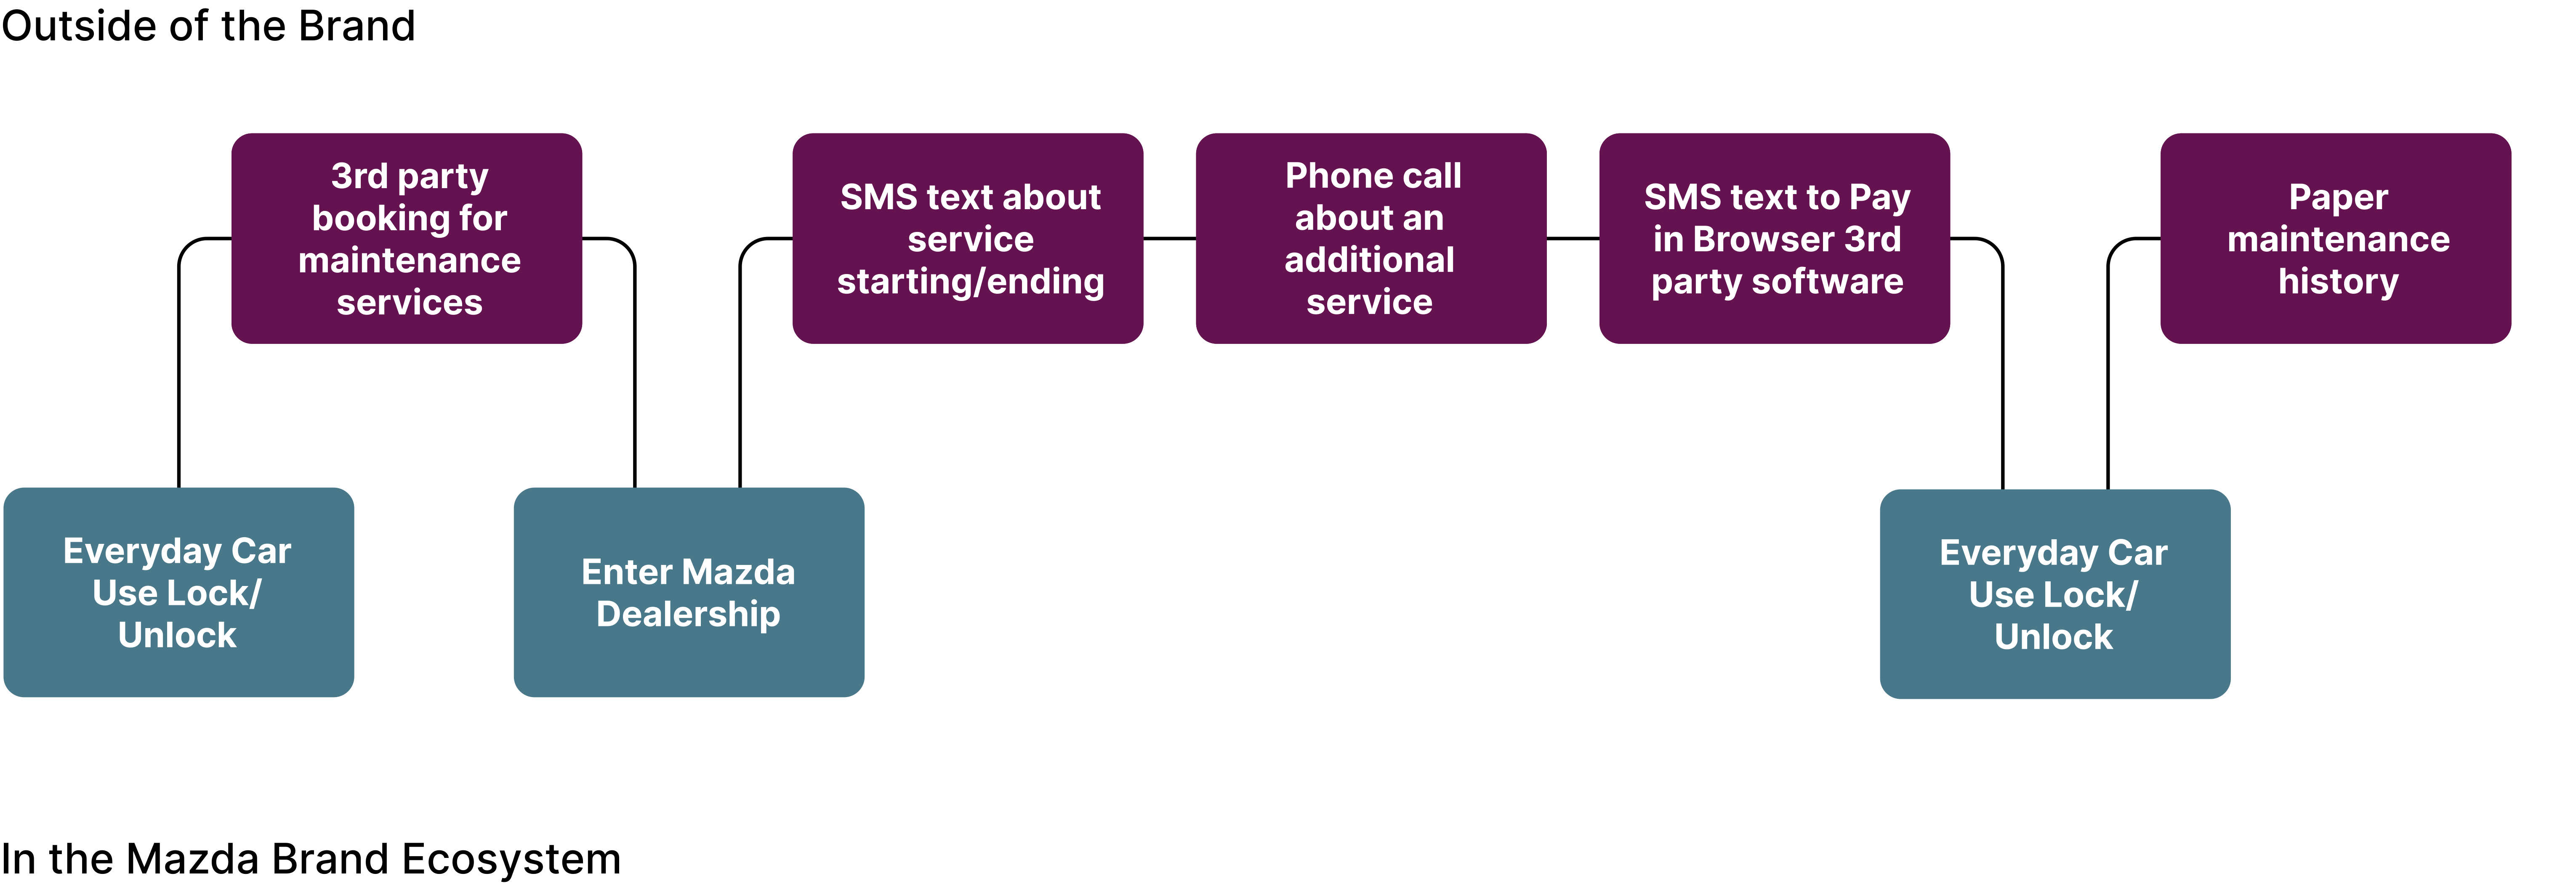 Outside of the Brand
3rd party
booking for
maintenance
services
SMS text about
service
starting/ending
Phone call
about an
additional
service
SMS text to Pay
in Browser 3rd
party software
Paper
maintenance
history
Everyday Car
Use Lock/
Unlock
Enter Mazda
Dealership
Everyday Car
Use Lock/
Unlock
In the Mazda Brand Ecosystem